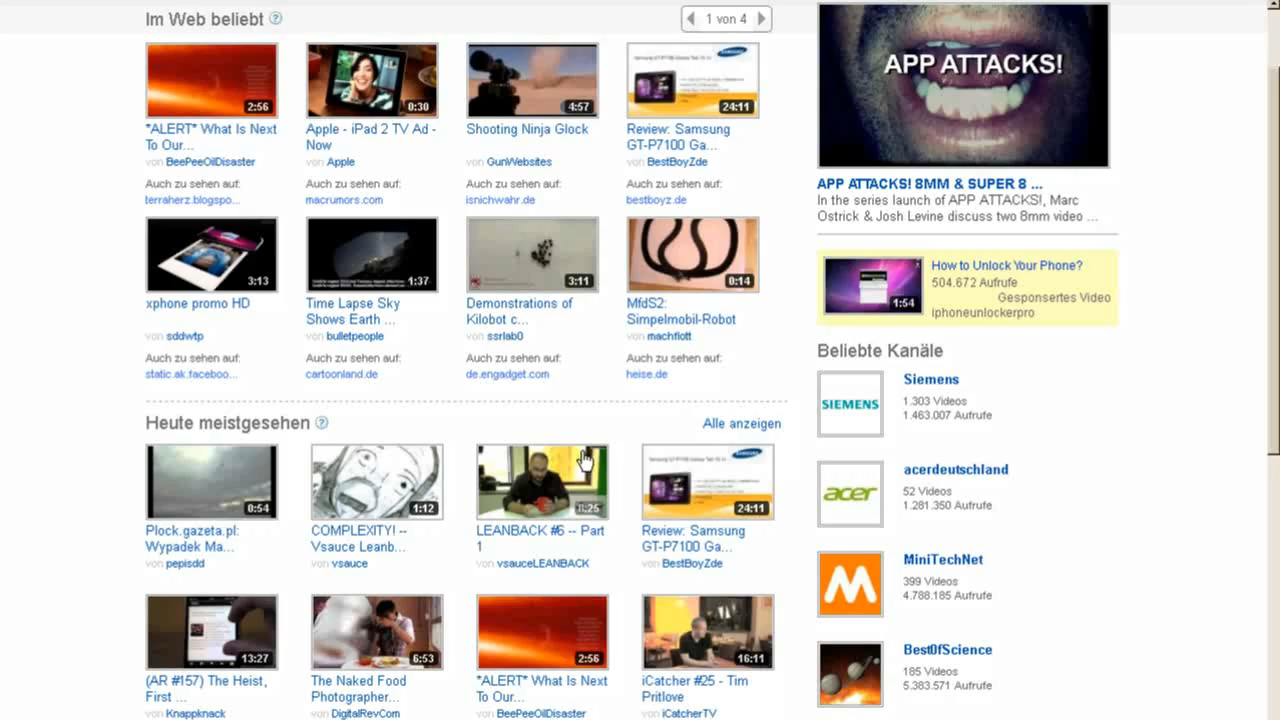 Im Web beliebt ?
1 von 4
2:56
0:30
4:57
24:11
*ALERT* What Is Next To Our...
von BeePeeOilDisaster
Auch zu sehen auf:
terraherz.blogspo...
Apple - iPad 2 TV Ad - Now
von Apple
Auch zu sehen auf:
macrumors.com
Shooting Ninja Glock
von GunWebsites
Auch zu sehen auf:
isnichwahr.de
Review: Samsung GT-P7100 Ga...
von BestBoyZde
Auch zu sehen auf:
bestboyz.de
3:13
1:37
3:11
0:14
xphone promo HD
von sddwtp
Auch zu sehen auf:
static.ak.faceboo...
Time Lapse Sky Shows Earth ...
von bulletpeople
Auch zu sehen auf:
cartoonland.de
Demonstrations of Kilobot c...
von ssrlab0
Auch zu sehen auf:
de.engadget.com
MfdS2: Simpelmobil-Robot
von machflott
Auch zu sehen auf:
heise.de
Heute meistgesehen ?
Alle anzeigen
0:54
1:12
8:25
SAMSUNG
24:11
Plock.gazeta.pl: Wypadek Ma...
von pepisdd
COMPLEXITY! -- Vsauce Leanb...
von vsauce
LEANBACK #6 -- Part 1
von vsauceLEANBACK
Review: Samsung GT-P7100 Ga...
von BestBoyZde
13:27
6:53
2:56
16:11
(AR #157) The Heist, First ...
von Knappknack
The Naked Food Photographer...
von DigitalRevCom
*ALERT* What Is Next To Our...
von BeePeeOilDisaster
iCatcher #25 - Tim Pritlove
von iCatcherTV
APP ATTACKS!
APP ATTACKS! 8MM & SUPER 8 ...
In the series launch of APP ATTACKS!, Marc
Ostrick & Josh Levine discuss two 8mm video ...
1:54
How to Unlock Your Phone?
504.672 Aufrufe
Gesponsertes Video
iphoneunlockerpro
Beliebte Kanäle
SIEMENS
Siemens
1.303 Videos
1.463.007 Aufrufe
acer
acerdeutschland
52 Videos
1.281.350 Aufrufe
MiniTechNet
399 Videos
4.788.185 Aufrufe
BestOfScience
185 Videos
5.383.571 Aufrufe